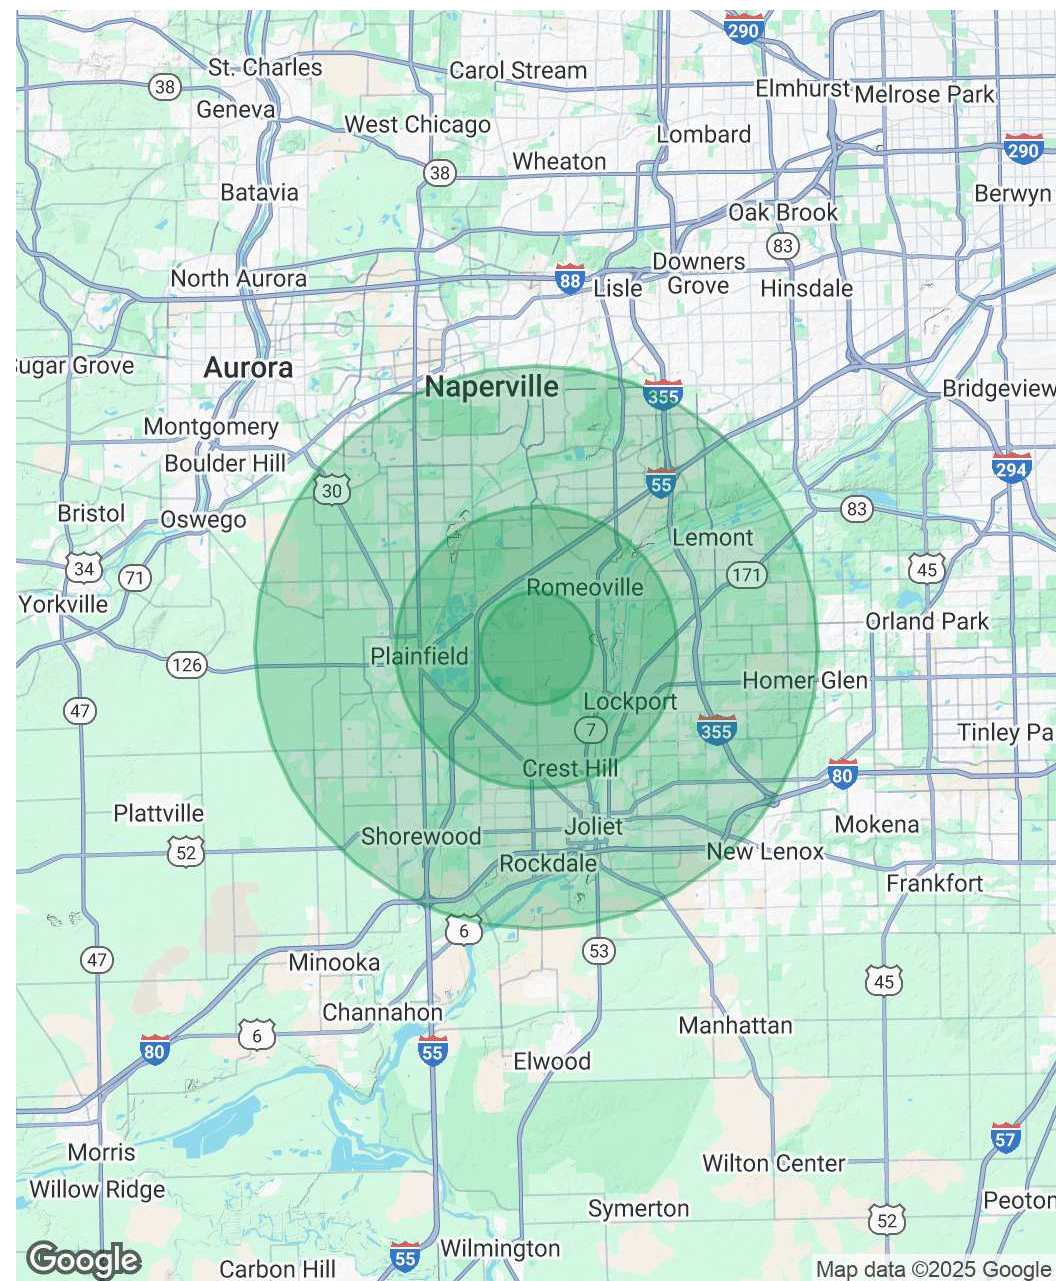 290
St. Charles
Carol Stream
38
Elmhurst
Melrose Park
Geneva
West Chicago
Lombard
290
Wheaton
38
Batavia
Berwyn
Oak Brook
83
Downers
Grove
North Aurora
88
Lisle
Hinsdale
Sugar Grove
Aurora
Naperville
355
Bridgeview
Montgomery
Boulder Hill
294
30
55
Bristol
Oswego
83
Lemont
34
71
171
45
Romeoville
Yorkville
Orland Park
Plainfield
126
Homer Glen
47
Lockport
7
355
Tinley Pa
Crest Hill
80
Plattville
Shorewood
Joliet
Mokena
52
Rockdale
New Lenox
Frankfort
6
53
47
Minooka
45
Channahon
Manhattan
6
80
55
Elwood
57
Morris
Wilton Center
Willow Ridge
Symerton
Peoton
52
Wilmington
55
Google
Carbon Hill
Map data ©2025 Google